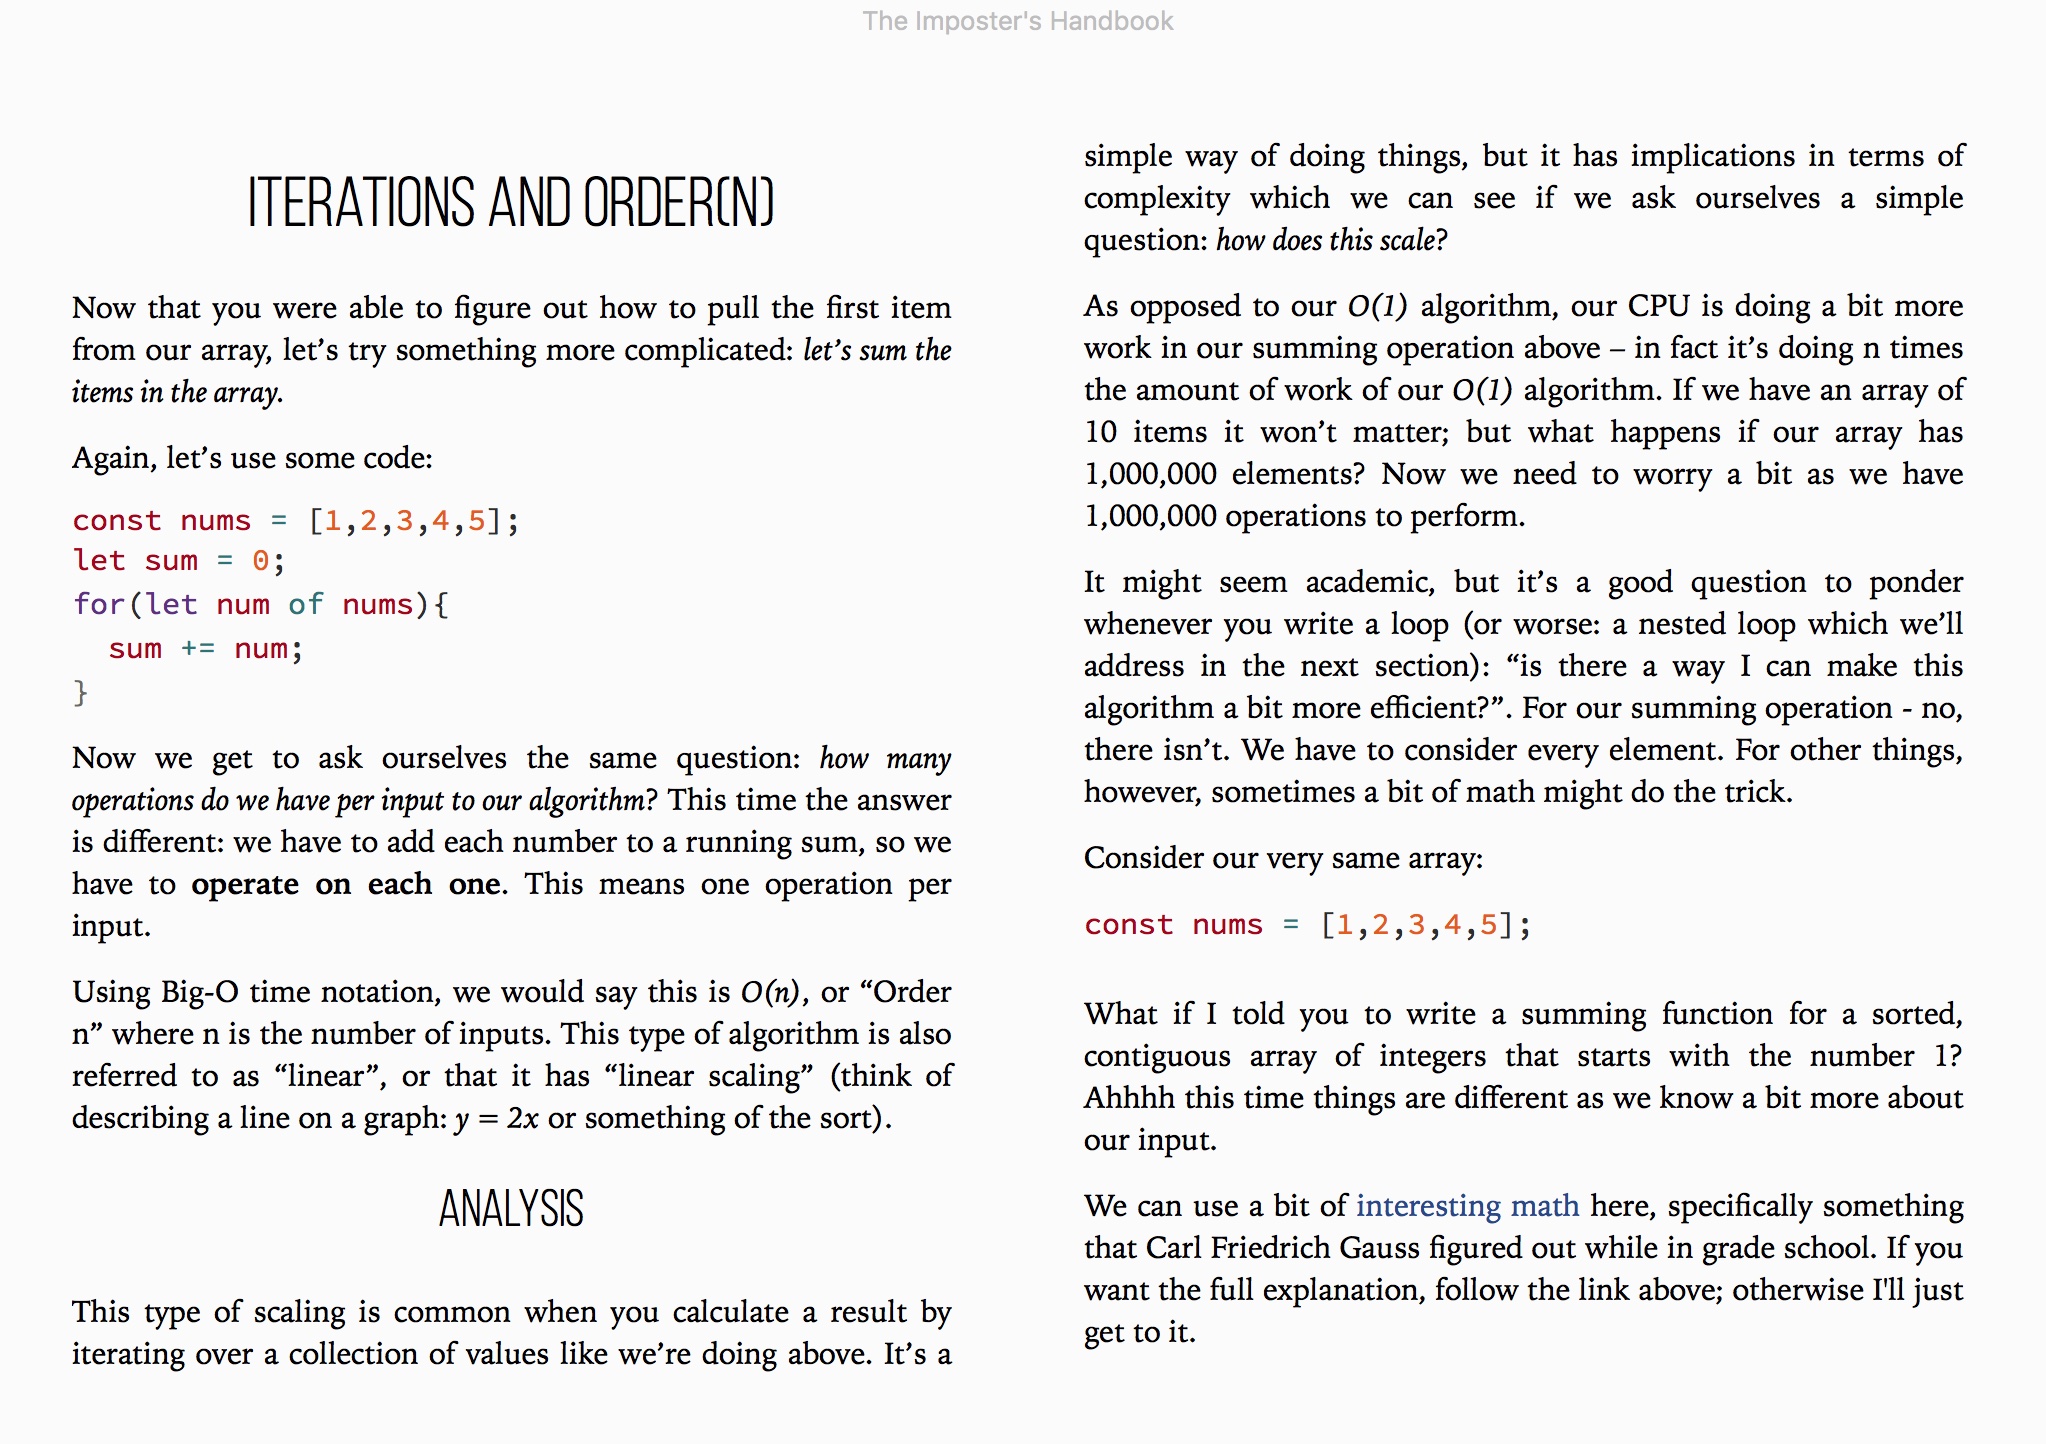 The Imposter's Handbook
ITERATIONS AND ORDER(N)
Now that you were able to figure out how to pull the first item
from our array, let’s try something more complicated: let’s sum the
items in the array.
Again, let’s use some code:
const nums = [1,2,3,4,5];
let sum = 0;
for(let num of nums){
  sum += num;
}
Now we get to ask ourselves the same question: how many
operations do we have per input to our algorithm? This time the answer
is different: we have to add each number to a running sum, so we
have to operate on each one. This means one operation per
input.
Using Big-O time notation, we would say this is O(n), or “Order
n” where n is the number of inputs. This type of algorithm is also
referred to as “linear”, or that it has “linear scaling” (think of
describing a line on a graph: y = 2x or something of the sort).
ANALYSIS
This type of scaling is common when you calculate a result by
iterating over a collection of values like we’re doing above. It’s a
simple way of doing things, but it has implications in terms of
complexity which we can see if we ask ourselves a simple
question: how does this scale?
As opposed to our O(1) algorithm, our CPU is doing a bit more
work in our summing operation above – in fact it’s doing n times
the amount of work of our O(1) algorithm. If we have an array of
10 items it won’t matter; but what happens if our array has
1,000,000 elements? Now we need to worry a bit as we have
1,000,000 operations to perform.
It might seem academic, but it’s a good question to ponder
whenever you write a loop (or worse: a nested loop which we’ll
address in the next section): “is there a way I can make this
algorithm a bit more efficient?”. For our summing operation - no,
there isn’t. We have to consider every element. For other things,
however, sometimes a bit of math might do the trick.
Consider our very same array:
const nums = [1,2,3,4,5];
What if I told you to write a summing function for a sorted,
contiguous array of integers that starts with the number 1?
Ahhhh this time things are different as we know a bit more about
our input.
We can use a bit of interesting math here, specifically something
that Carl Friedrich Gauss figured out while in grade school. If you
want the full explanation, follow the link above; otherwise I'll just
get to it.